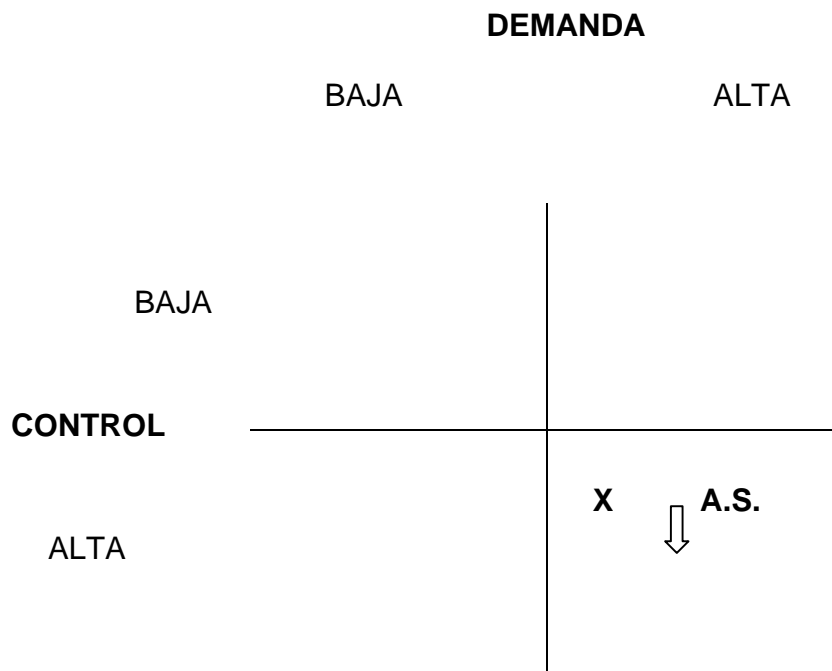 DEMANDA
BAJA ALTA
BAJA
CONTROL
X A.S.
ALTA